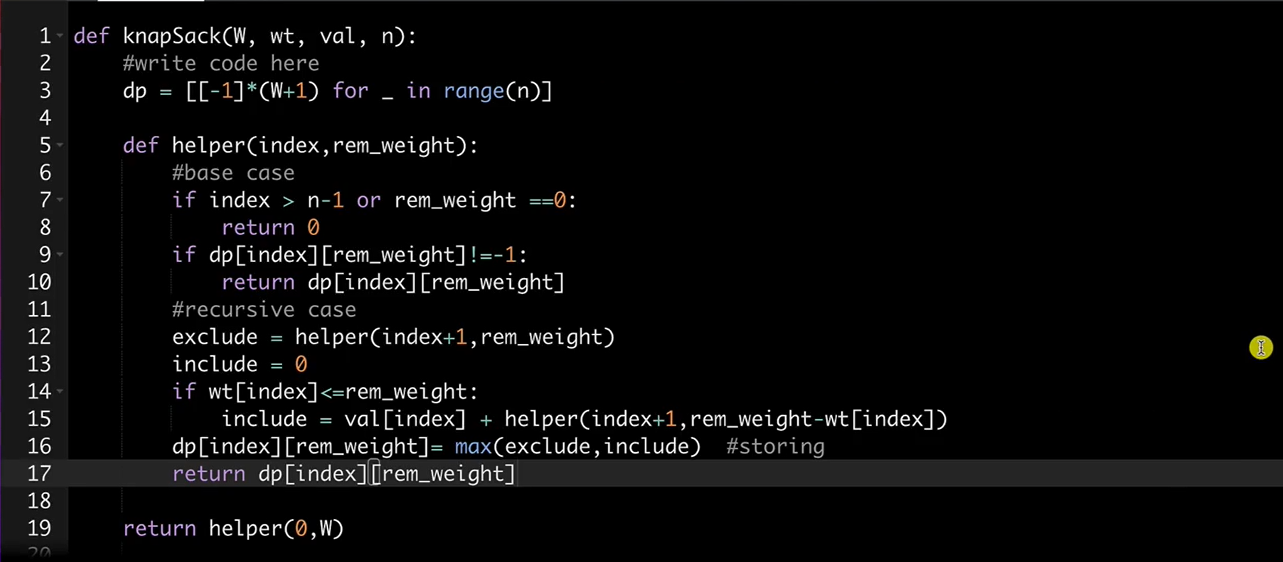 1 def knapSack(W, wt, val, n):
2     #write code here
3     dp = [[-1]*(W+1) for _ in range(n)]
4
5     def helper(index,rem_weight):
6         #base case
7         if index > n-1 or rem_weight ==0:
8             return 0
9         if dp[index][rem_weight]!=-1:
10             return dp[index][rem_weight]
11         #recursive case
12         exclude = helper(index+1,rem_weight)
13         include = 0
14         if wt[index]<=rem_weight:
15             include = val[index] + helper(index+1,rem_weight-wt[index])
16         dp[index][rem_weight]= max(exclude,include)  #storing
17         return dp[index][rem_weight]
18
19     return helper(0,W)
20